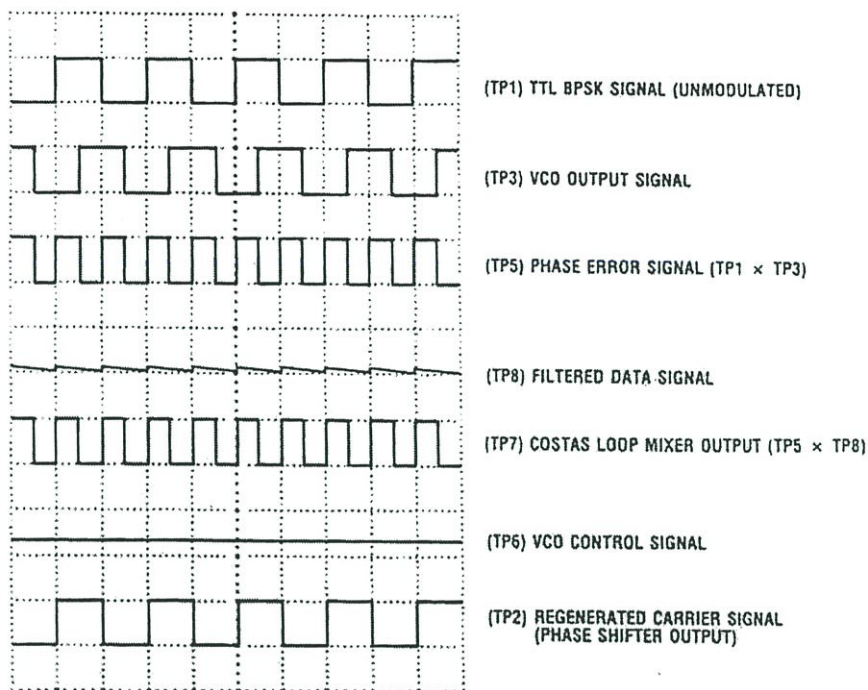 (TP1) TTL BPSK SIGNAL (UNMODULATED)
(TP3) VCO OUTPUT SIGNAL
(TP5) PHASE ERROR SIGNAL (TP1 × TP3)
(TP8) FILTERED DATA SIGNAL
(TP7) COSTAS LOOP MIXER OUTPUT (TP5 × TP8)
(TP6) VCO CONTROL SIGNAL
(TP2) REGENERATED CARRIER SIGNAL
(PHASE SHIFTER OUTPUT)